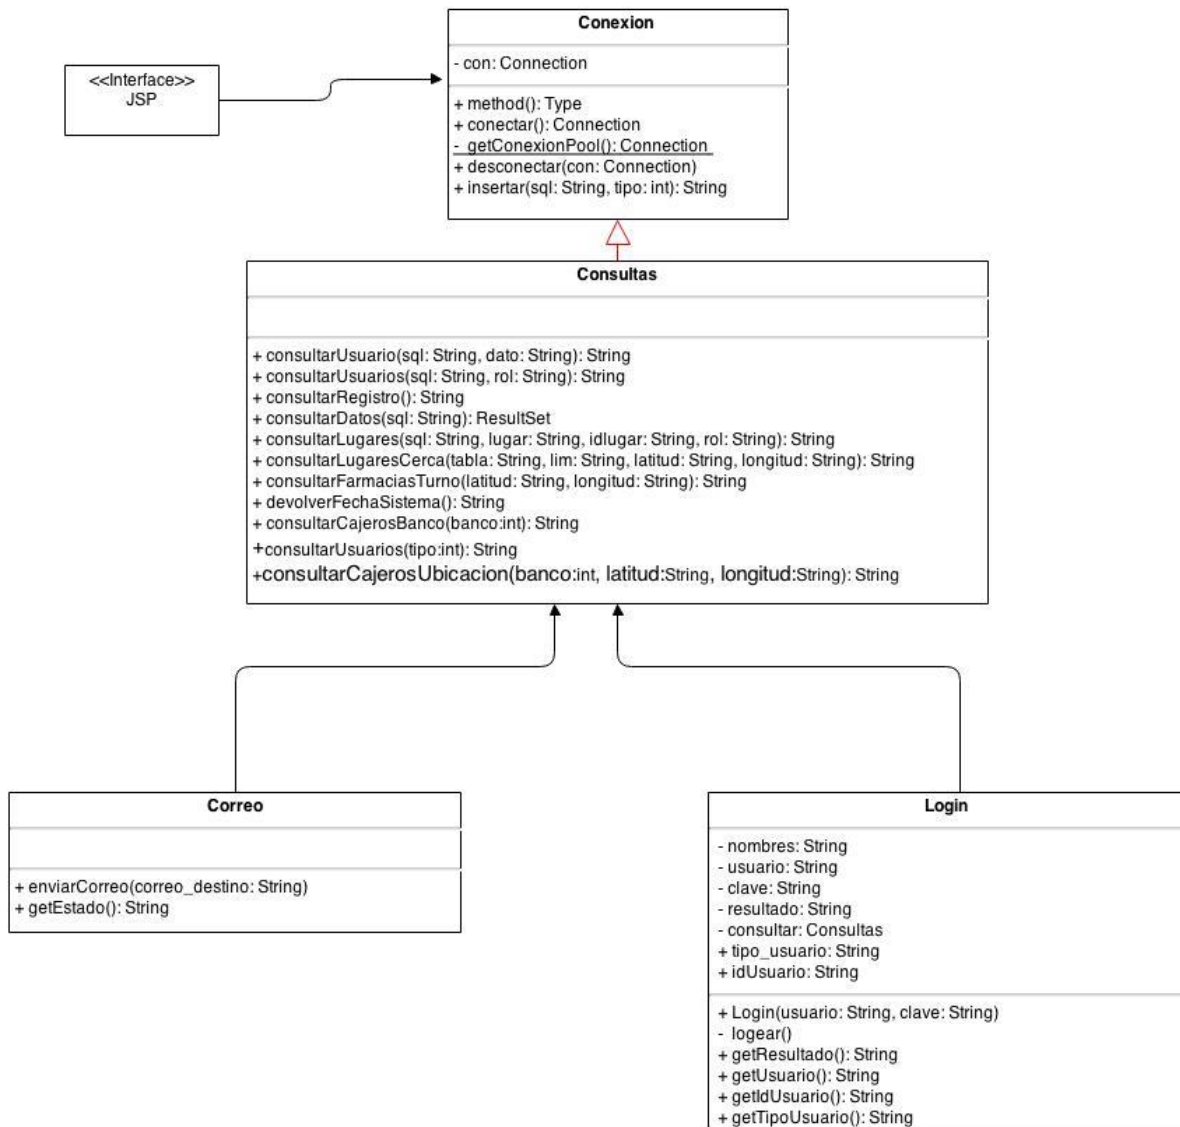 Conexion
- con: Connection
<<Interface>>
JSP
+ method(): Type
+ conectar(): Connection
- getConexionPool(): Connection
+ desconectar(con: Connection)
+ insertar(sql: String, tipo: int): String
Consultas
+ consultarUsuario(sql: String, dato: String): String
+ consultarUsuarios(sql: String, rol: String): String
+ consultarRegistro(): String
+ consultarDatos(sql: String): ResultSet
+ consultarLugares(sql: String, lugar: String, idlugar: String, rol: String): String
+ consultarLugaresCerca(tabla: String, lim: String, latitud: String, longitud: String): String
+ consultarFarmaciasTurno(latitud: String, longitud: String): String
+ devolverFechaSistema(): String
+ consultarCajerosBanco(banco:int): String
+consultarUsuarios(tipo:int): String
+consultarCajerosUbicacion(banco:int, latitud:String, longitud:String): String
Correo
+ enviarCorreo(correo_destino: String)
+ getEstado(): String
Login
- nombres: String
- usuario: String
- clave: String
- resultado: String
- consultar: Consultas
+ tipo_usuario: String
+ idUsuario: String
+ Login(usuario: String, clave: String)
- logear()
+ getResultado(): String
+ getUsuario(): String
+ getIdUsuario(): String
+ getTipoUsuario(): String